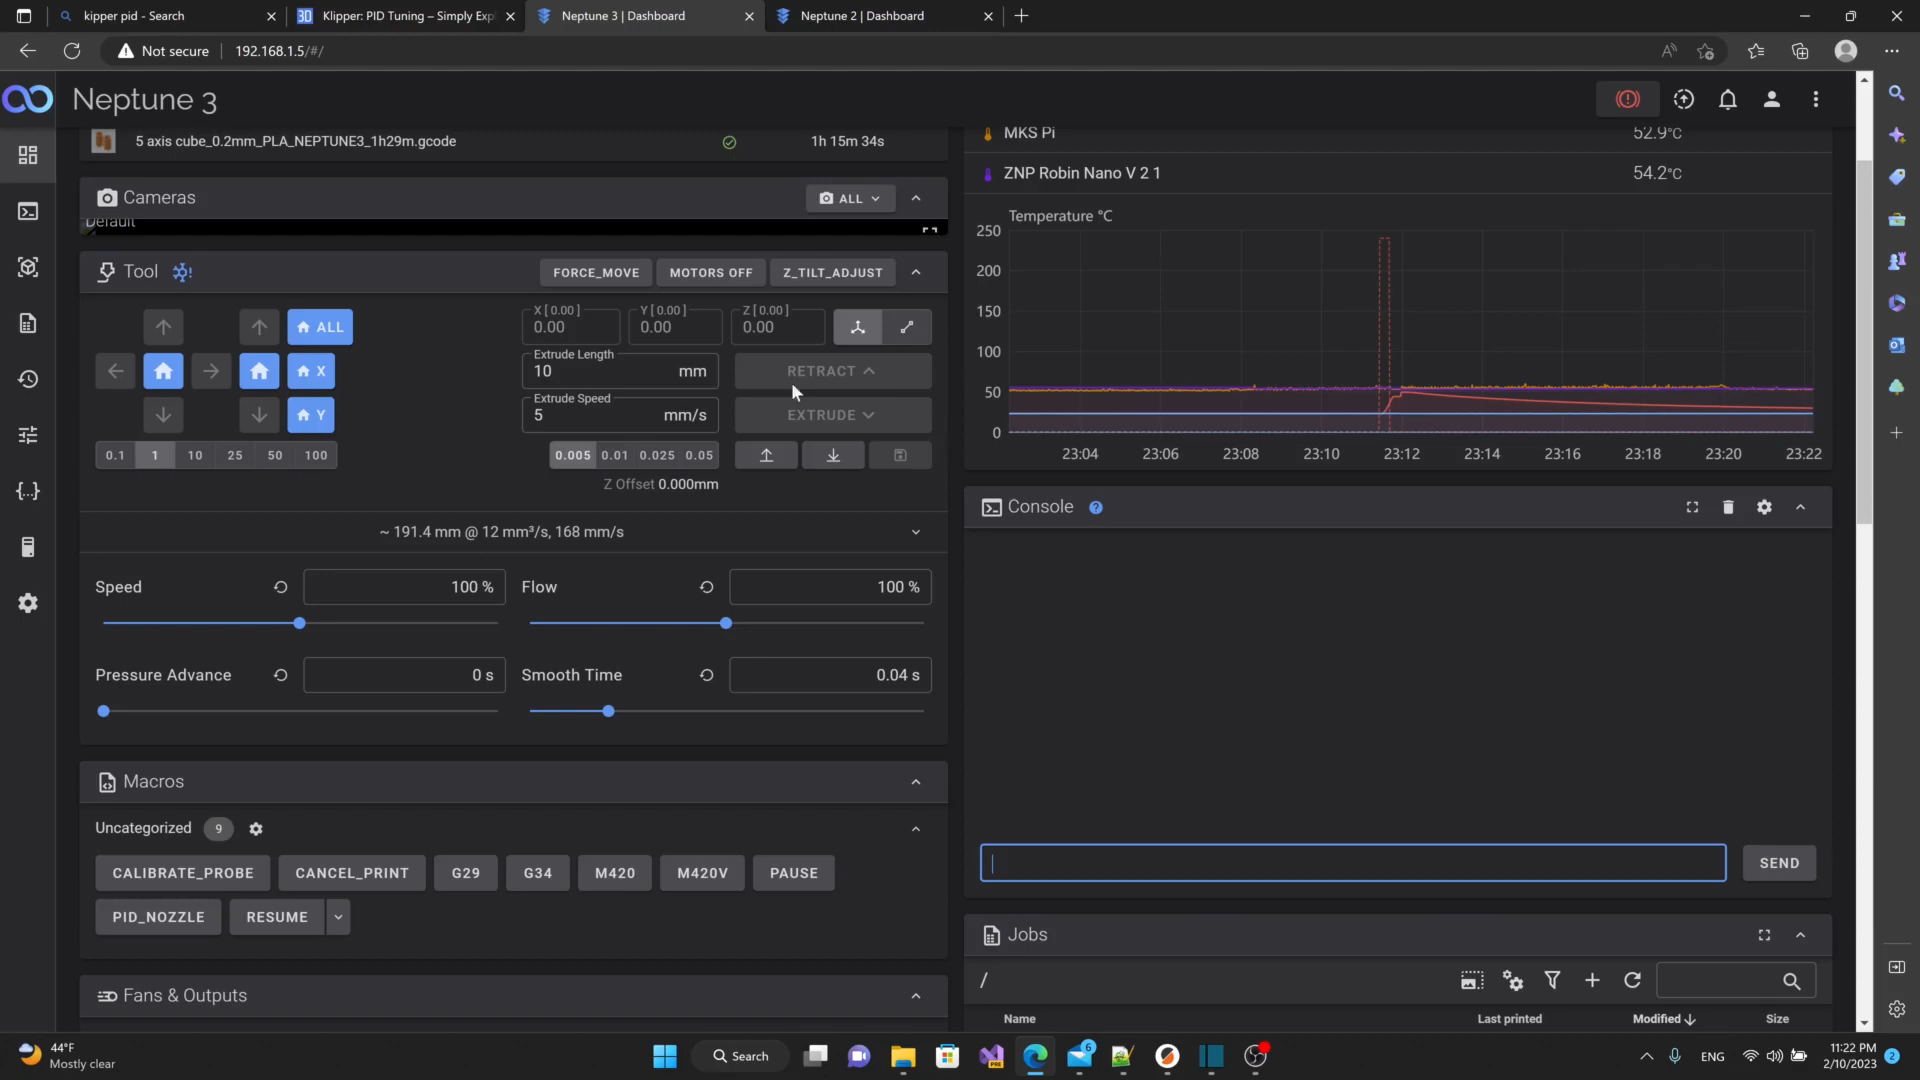 kipper pid - Search
Klipper: PID Tuning – Simply Exp
Neptune 3 | Dashboard
Neptune 2 | Dashboard
Not secure
192.168.1.5/#/
Neptune 3
5 axis cube_0.2mm_PLA_NEPTUNE3_1h29m.gcode
1h 15m 34s
Cameras
ALL
Default
Tool
FORCE_MOVE
MOTORS OFF
Z_TILT_ADJUST
ALL
X
Y
X [ 0.00 ]
0.00
Y [ 0.00 ]
0.00
Z [ 0.00 ]
0.00
Extrude Length
10 mm
RETRACT
Extrude Speed
5 mm/s
EXTRUDE
0.1 1 10 25 50 100
0.005 0.01 0.025 0.05
Z Offset 0.000mm
~ 191.4 mm @ 12 mm³/s, 168 mm/s
Speed
100 %
Flow
100 %
Pressure Advance
0 s
Smooth Time
0.04 s
Macros
Uncategorized 9
CALIBRATE_PROBE
CANCEL_PRINT
G29
G34
M420
M420V
PAUSE
PID_NOZZLE
RESUME
Fans & Outputs
MKS Pi
52.9°C
ZNP Robin Nano V 2 1
54.2°C
Temperature °C
250
200
150
100
50
0
23:04 23:06 23:08 23:10 23:12 23:14 23:16 23:18 23:20 23:22
Console
SEND
Jobs
/
Name
Last printed
Modified
Size
44°F
Mostly clear
Search
6
ENG
11:22 PM
2/10/2023
2